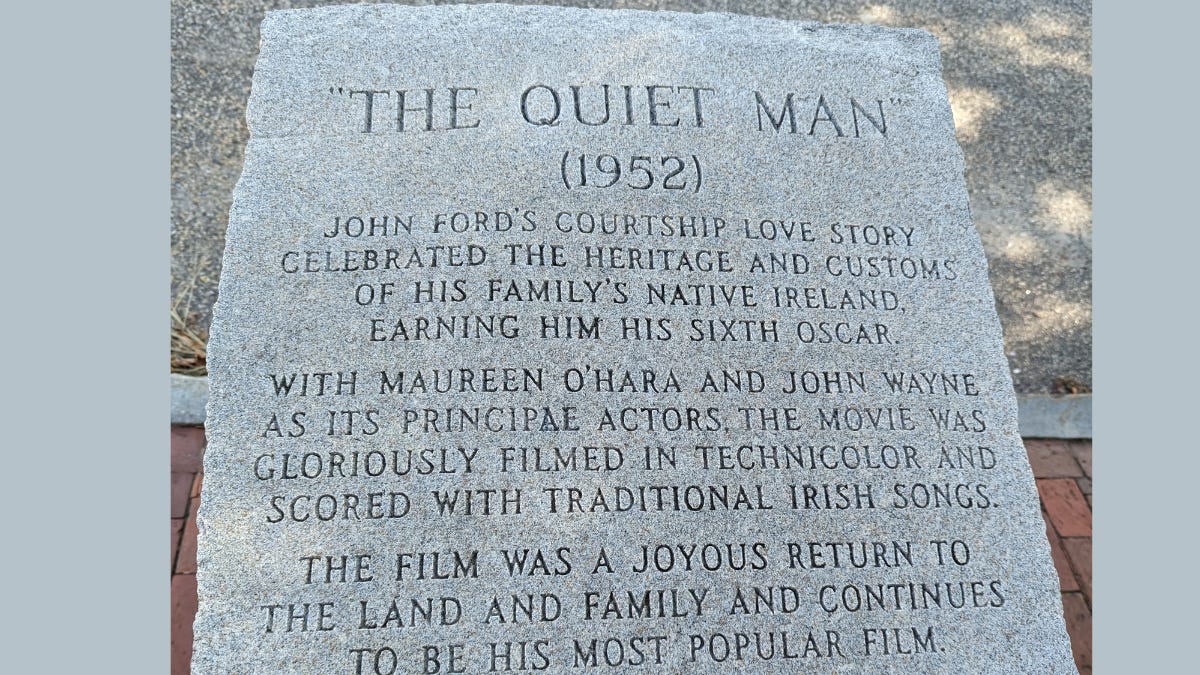 "THE QUIET MAN"
(1952)
JOHN FORD'S COURTSHIP LOVE STORY
CELEBRATED THE HERITAGE AND CUSTOMS
OF HIS FAMILY'S NATIVE IRELAND,
EARNING HIM HIS SIXTH OSCAR.
WITH MAUREEN O'HARA AND JOHN WAYNE
AS ITS PRINCIPAE ACTORS, THE MOVIE WAS
GLORIOUSLY FILMED IN TECHNICOLOR AND
SCORED WITH TRADITIONAL IRISH SONGS.
THE FILM WAS A JOYOUS RETURN TO
THE LAND AND FAMILY AND CONTINUES
TO BE HIS MOST POPULAR FILM.